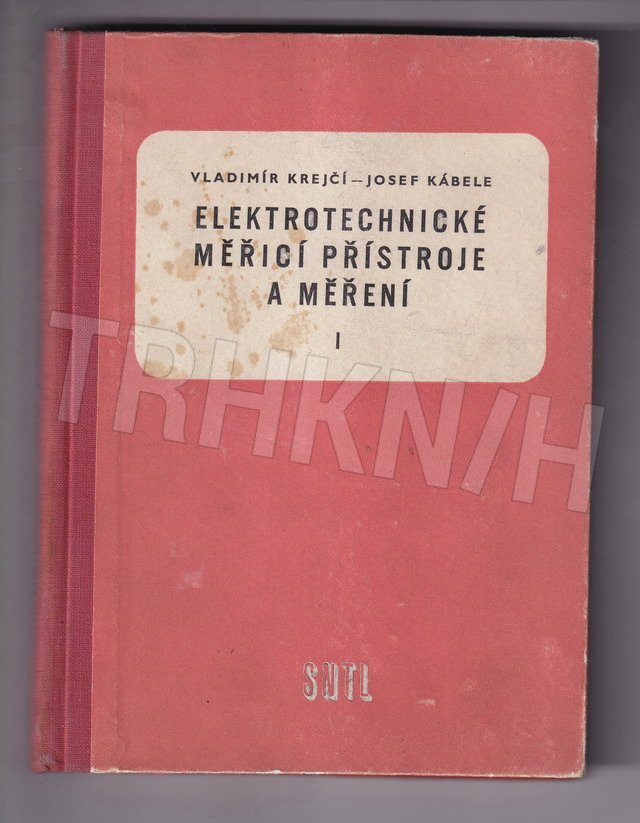 VLADIMÍR KREJČÍ — JOSEF KÁBELE
ELEKTROTECHNICKÉ
MĚŘICÍ PŘÍSTROJE
A MĚŘENÍ
I
TRHKNIH
SNTL